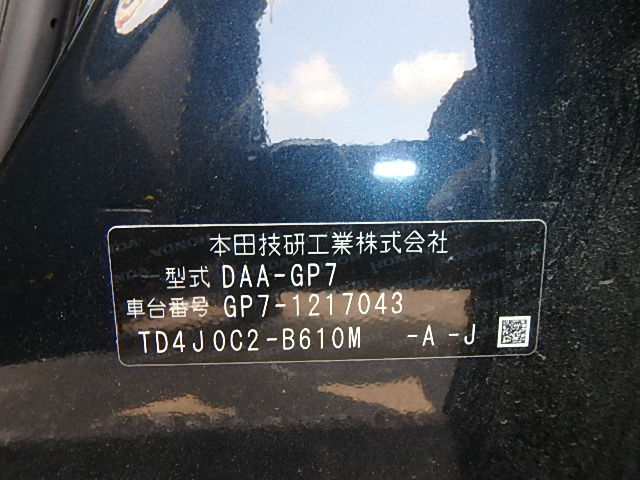 本田技研工業株式会社
型式 DAA-GP7
車台番号 GP7-1217043
TD4J0C2-B610M -A -J